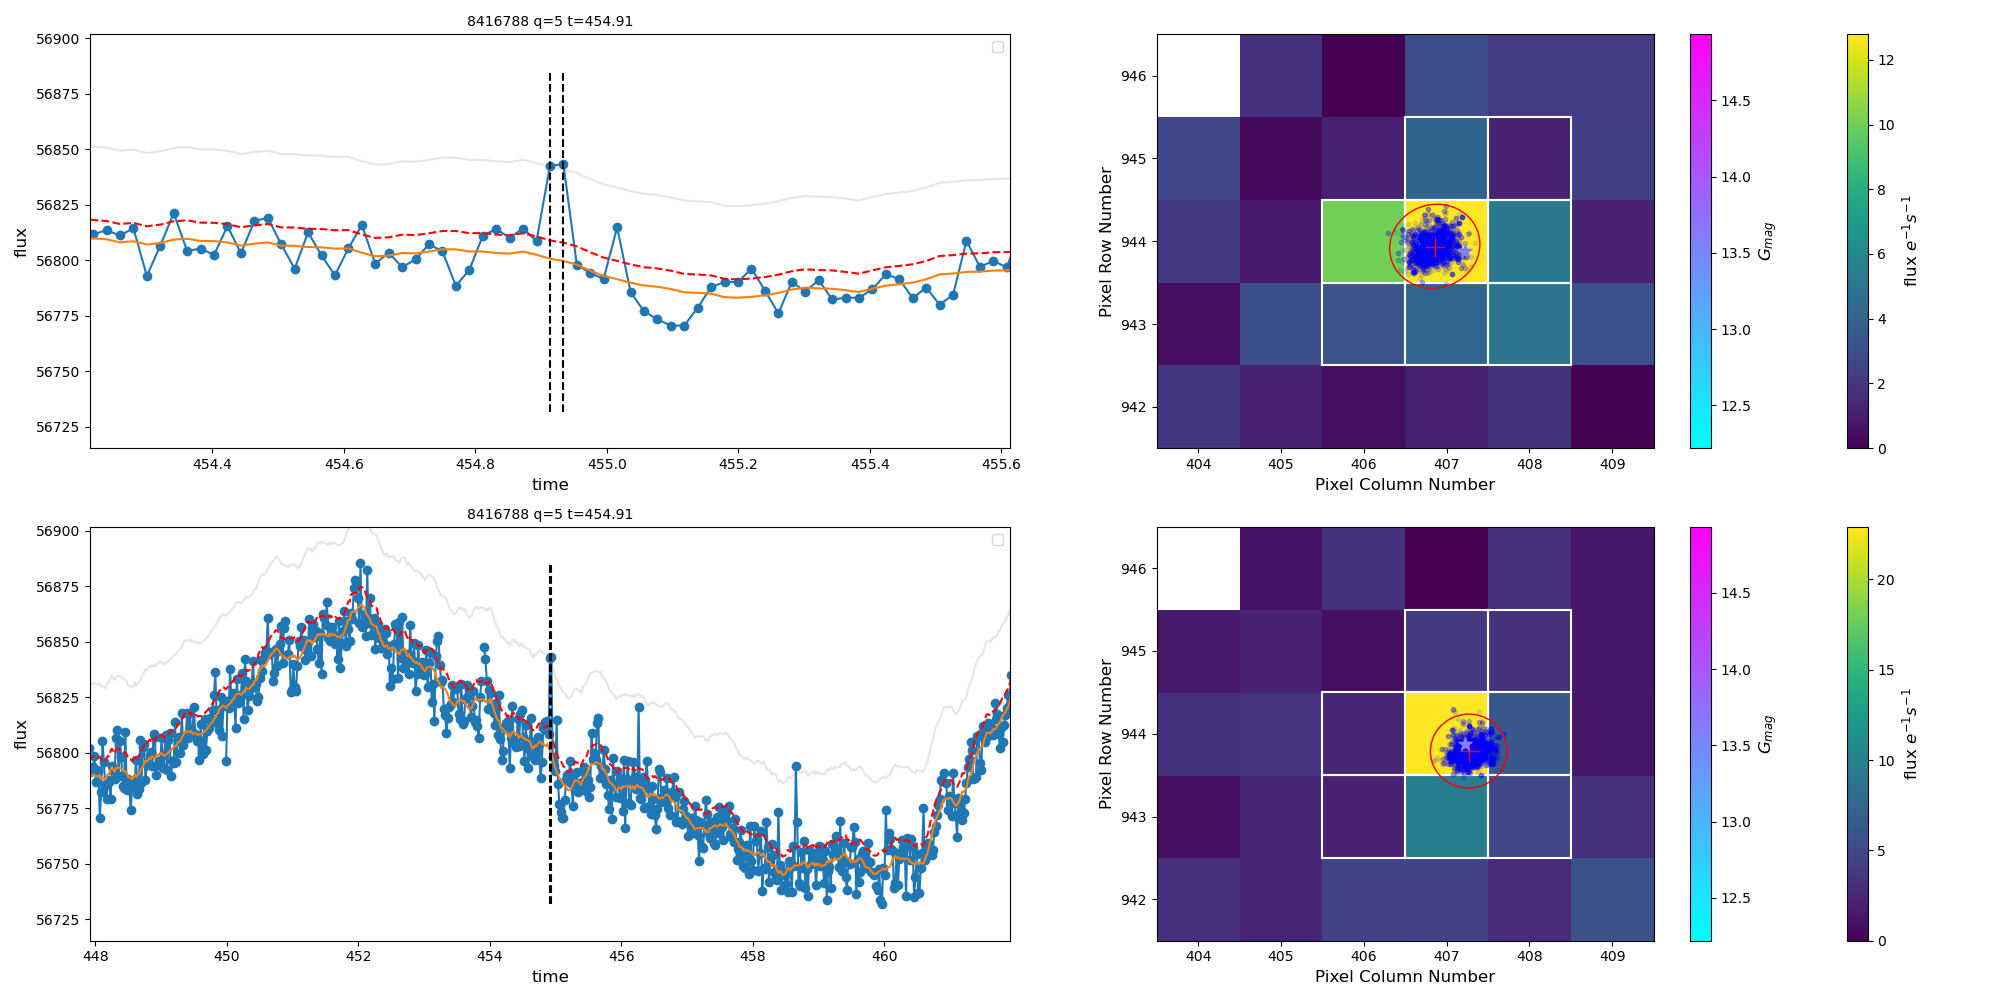 8416788 q=5 t=454.91
flux
56900
56875
56850
56825
56800
56775
56750
56725
454.4 454.6 454.8 455.0 455.2 455.4 455.6
time
Pixel Row Number
946
945
944
943
942
404 405 406 407 408 409
Pixel Column Number
14.5
14.0
13.5
13.0
12.5
G_mag
12
10
8
6
4
2
0
flux e⁻¹s⁻¹
8416788 q=5 t=454.91
flux
56900
56875
56850
56825
56800
56775
56750
56725
448 450 452 454 456 458 460
time
Pixel Row Number
946
945
944
943
942
404 405 406 407 408 409
Pixel Column Number
14.5
14.0
13.5
13.0
12.5
G_mag
20
15
10
5
0
flux e⁻¹s⁻¹